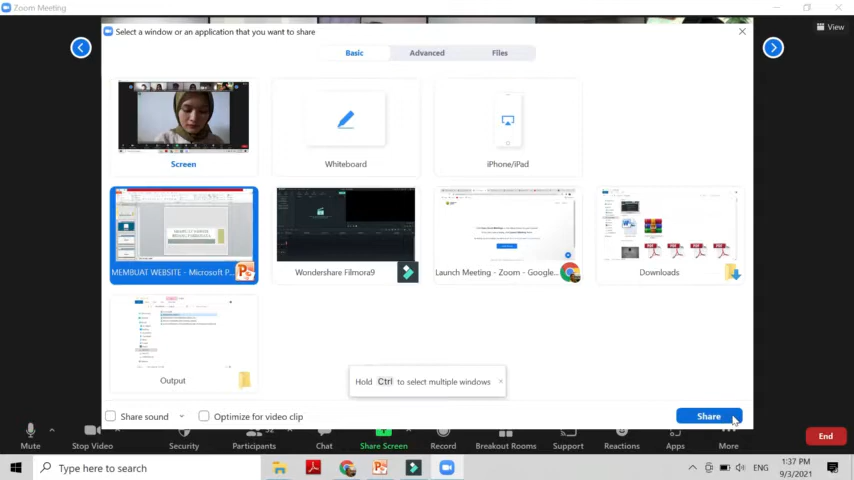 Zoom Meeting
Select a window or an application that you want to share
View
Basic
Advanced
Files
Screen
Whiteboard
iPhone/iPad
MEMBUAT WEBSITE - Microsoft P...
Wondershare Filmora9
Launch Meeting - Zoom - Google...
Downloads
Output
Hold Ctrl to select multiple windows
Share sound
Optimize for video clip
Share
Mute
Stop Video
Security
Participants
Chat
Share Screen
Record
Breakout Rooms
Support
Reactions
Apps
More
End
Type here to search
ENG
1:37 PM
9/3/2021